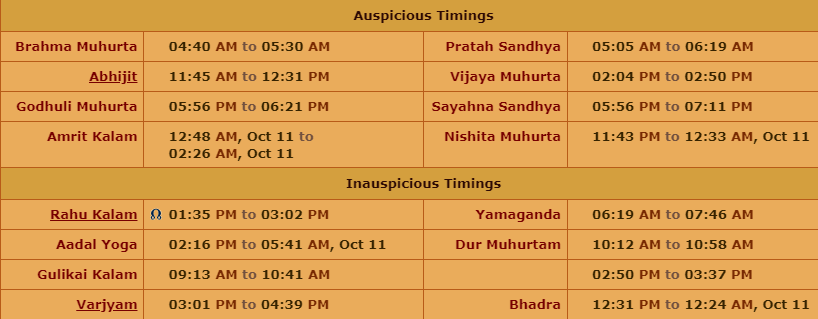 Auspicious Timings
Brahma Muhurta 04:40 AM to 05:30 AM Pratah Sandhya 05:05 AM to 06:19 AM
Abhijit 11:45 AM to 12:31 PM Vijaya Muhurta 02:04 PM to 02:50 PM
Godhuli Muhurta 05:56 PM to 06:21 PM Sayahna Sandhya 05:56 PM to 07:11 PM
Amrit Kalam 12:48 AM, Oct 11 to Nishita Muhurta 11:43 PM to 12:33 AM, Oct 11
02:26 AM, Oct 11
Inauspicious Timings
Rahu Kalam 01:35 PM to 03:02 PM Yamaganda 06:19 AM to 07:46 AM
Aadal Yoga 02:16 PM to 05:41 AM, Oct 11 Dur Muhurtam 10:12 AM to 10:58 AM
Gulikai Kalam 09:13 AM to 10:41 AM 02:50 PM to 03:37 PM
Varjyam 03:01 PM to 04:39 PM Bhadra 12:31 PM to 12:24 AM, Oct 11